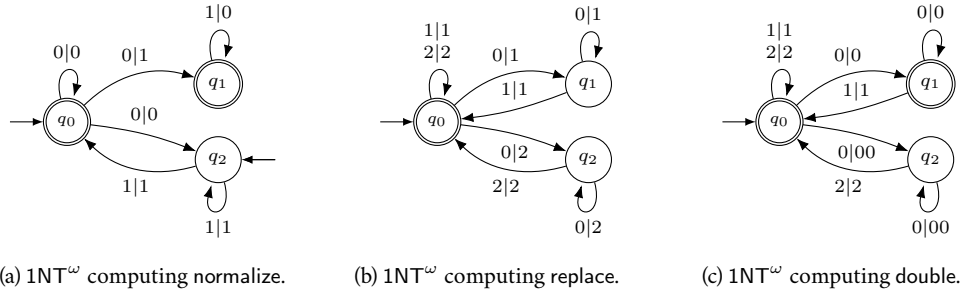 0|0
0|1
1|0
q₁
q₀
0|0
q₂
1|1
1|1
(a) 1NT^ω computing normalize.
1|1
2|2
0|1
0|1
1|1
q₁
q₀
0|2
q₂
2|2
0|2
(b) 1NT^ω computing replace.
1|1
2|2
0|0
0|0
1|1
q₁
q₀
0|00
q₂
2|2
0|00
(c) 1NT^ω computing double.